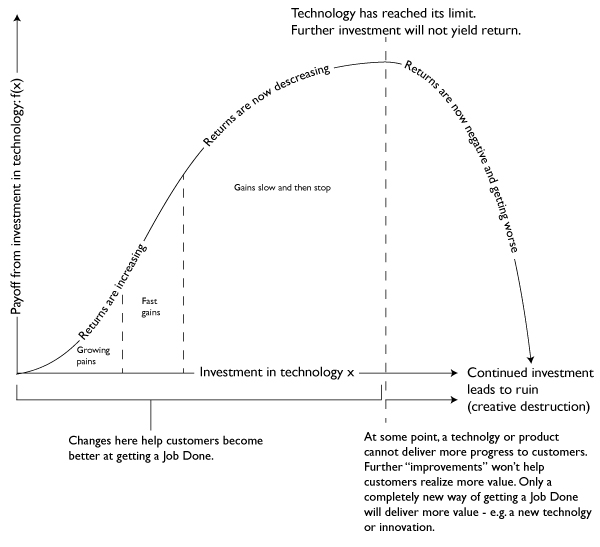 Technology has reached its limit.
Further investment will not yield return.
Payoff from investment in technology: f(x)
Returns are increasing
Returns are now descreasing
Returns are now negative and getting worse
Gains slow and then stop
Fast
gains
Growing
pains
Investment in technology x
Continued investment
leads to ruin
(creative destruction)
Changes here help customers become
better at getting a Job Done.
At some point, a technolgy or product
cannot deliver more progress to customers.
Further “improvements” won't help
customers realize more value. Only a
completely new way of getting a Job Done
will deliver more value - e.g. a new technolgy
or innovation.